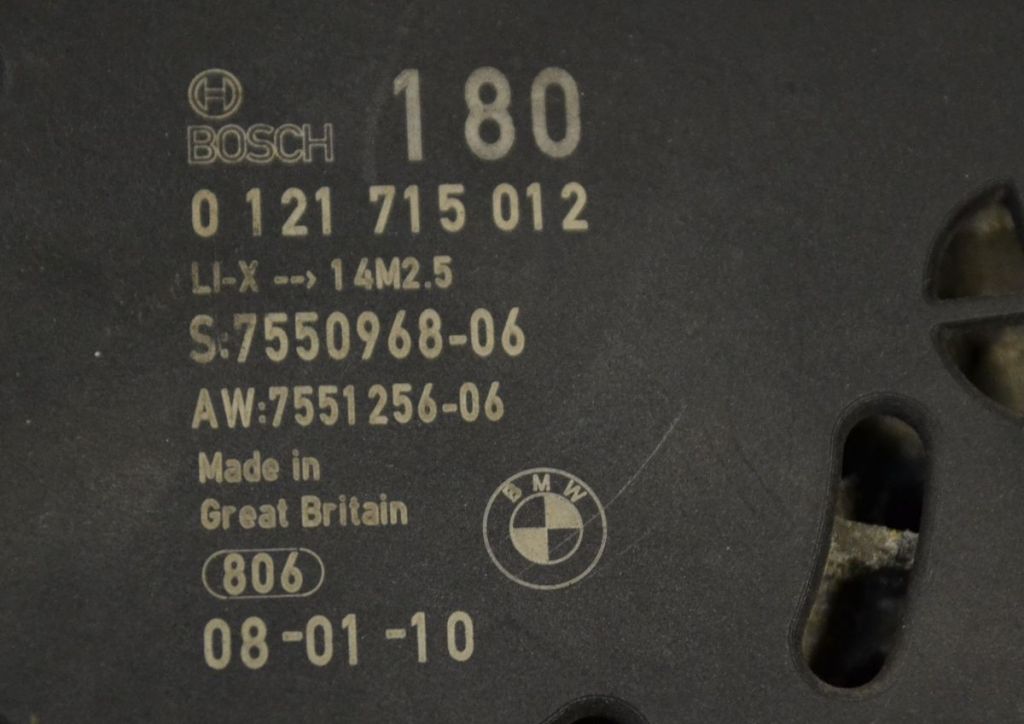 BOSCH 180
0 121 715 012
LI-X --> 14M2.5
S:7550968-06
AW:7551256-06
Made in
Great Britain
BMW
806
08-01-10